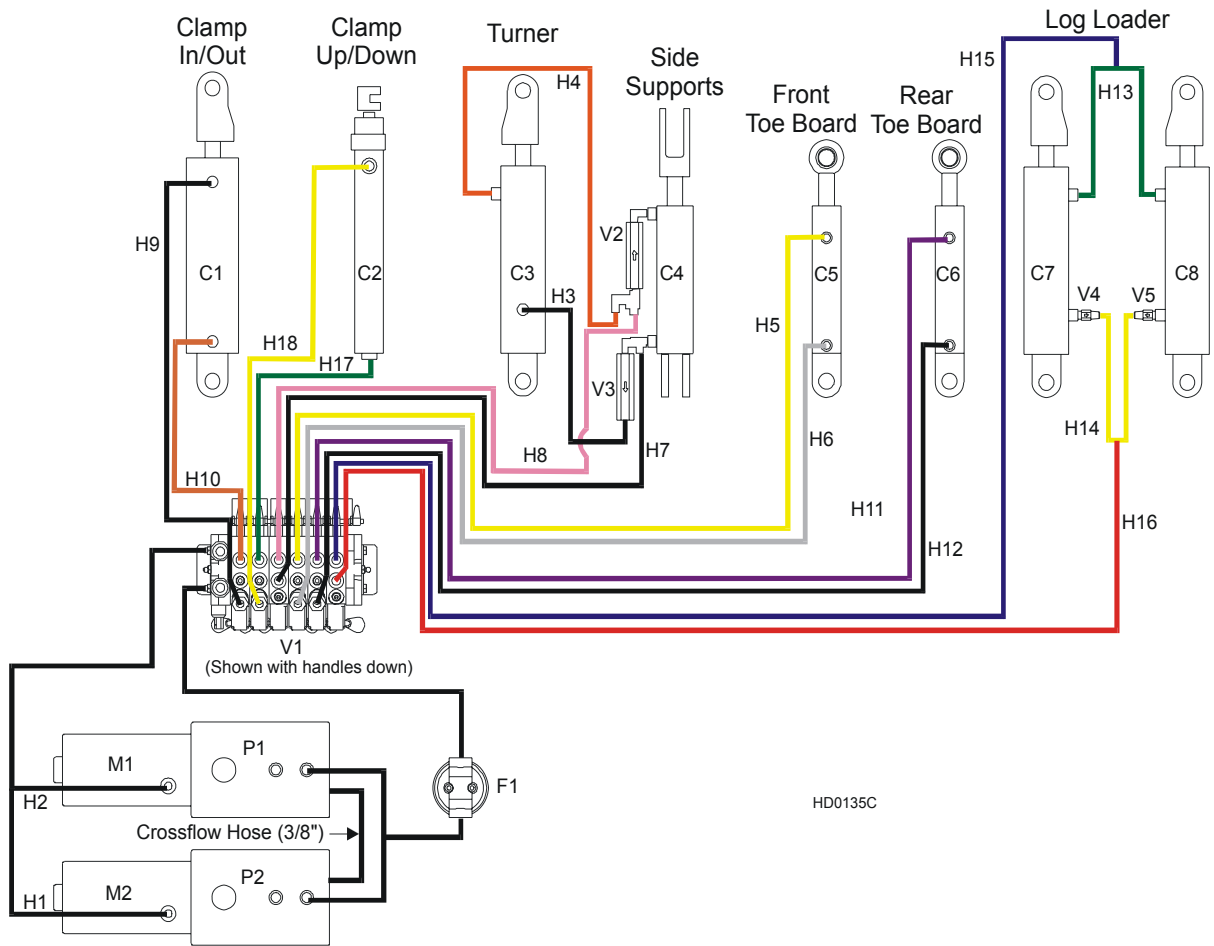 Clamp
In/Out
Clamp
Up/Down
Turner
Side
Supports
Front
Toe Board
Rear
Toe Board
Log Loader
H15
H4
H13
H9
V2
C1
C2
C3
C4
C5
C6
C7
C8
H3
H5
V4
V5
H18
H17
V3
H14
H8
H7
H6
H10
H11
H16
H12
V1
(Shown with handles down)
M1
P1
F1
H2
HD0135C
Crossflow Hose (3/8")
M2
P2
H1